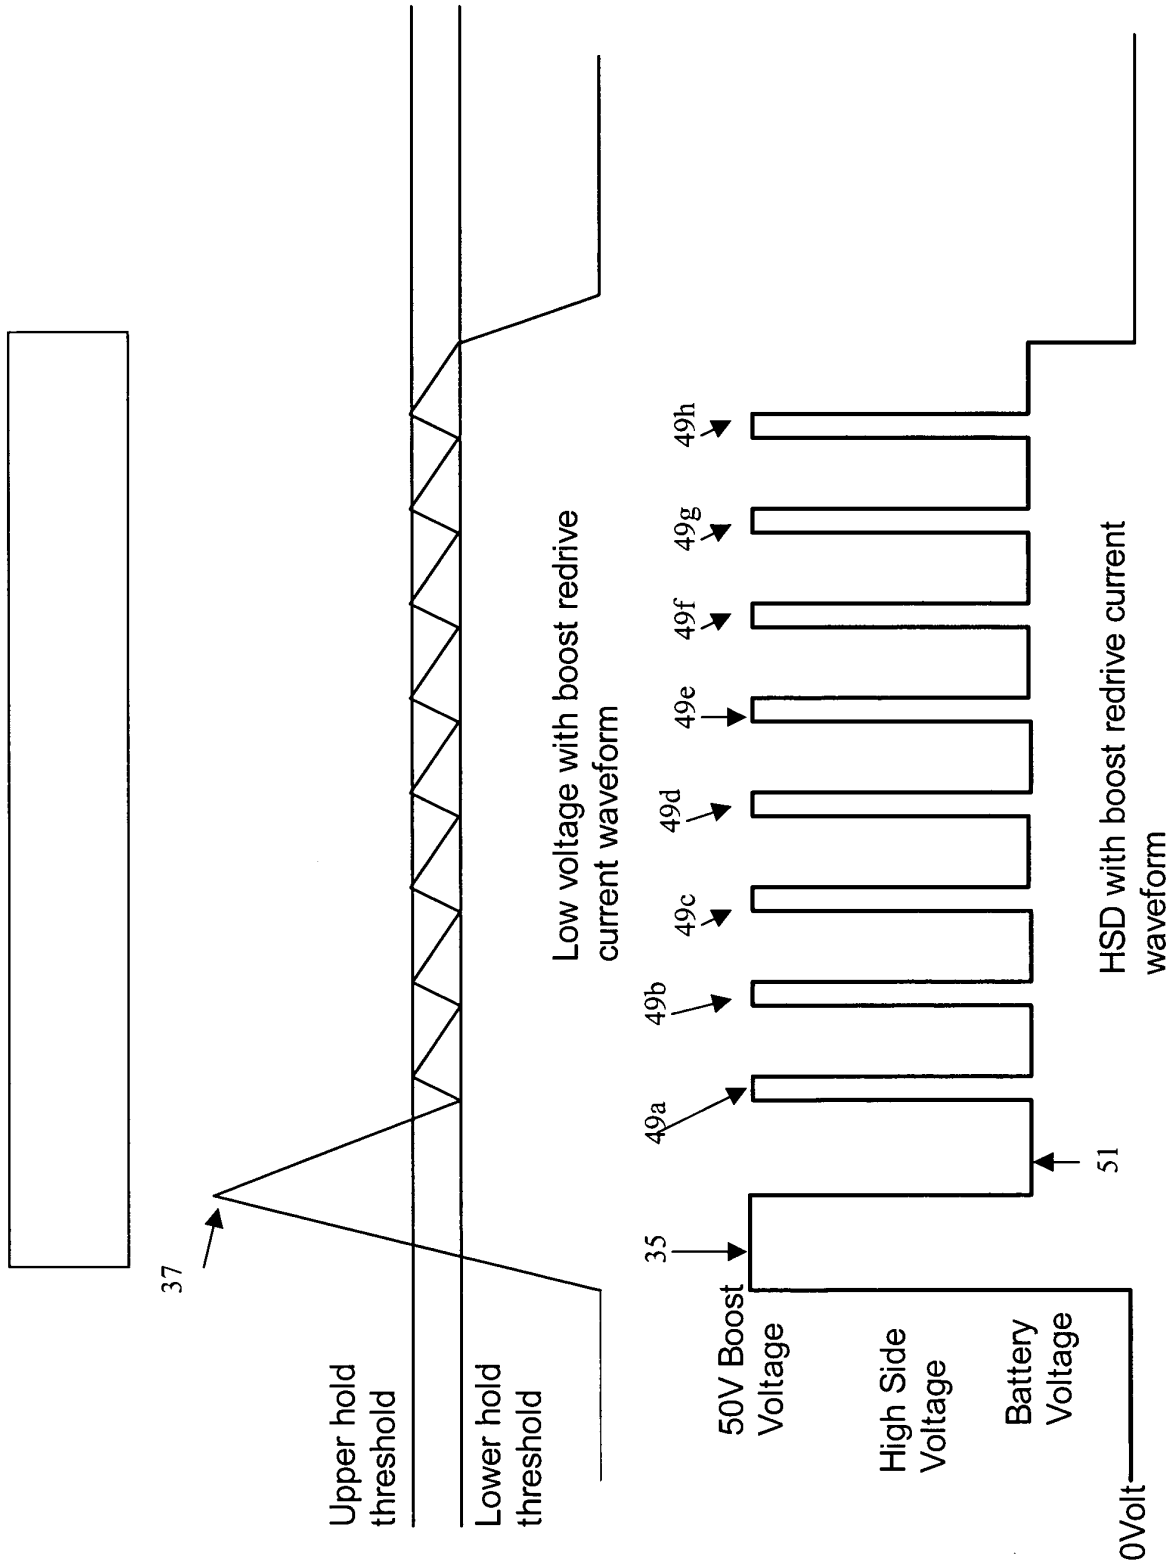 37
Upper hold
threshold
Lower hold
threshold
Low voltage with boost redrive
current waveform
35
49a
49b
49c
49d
49e
49f
49g
49h
50V Boost
Voltage
High Side
Voltage
Battery
Voltage
0Volt
51
HSD with boost redrive current
waveform